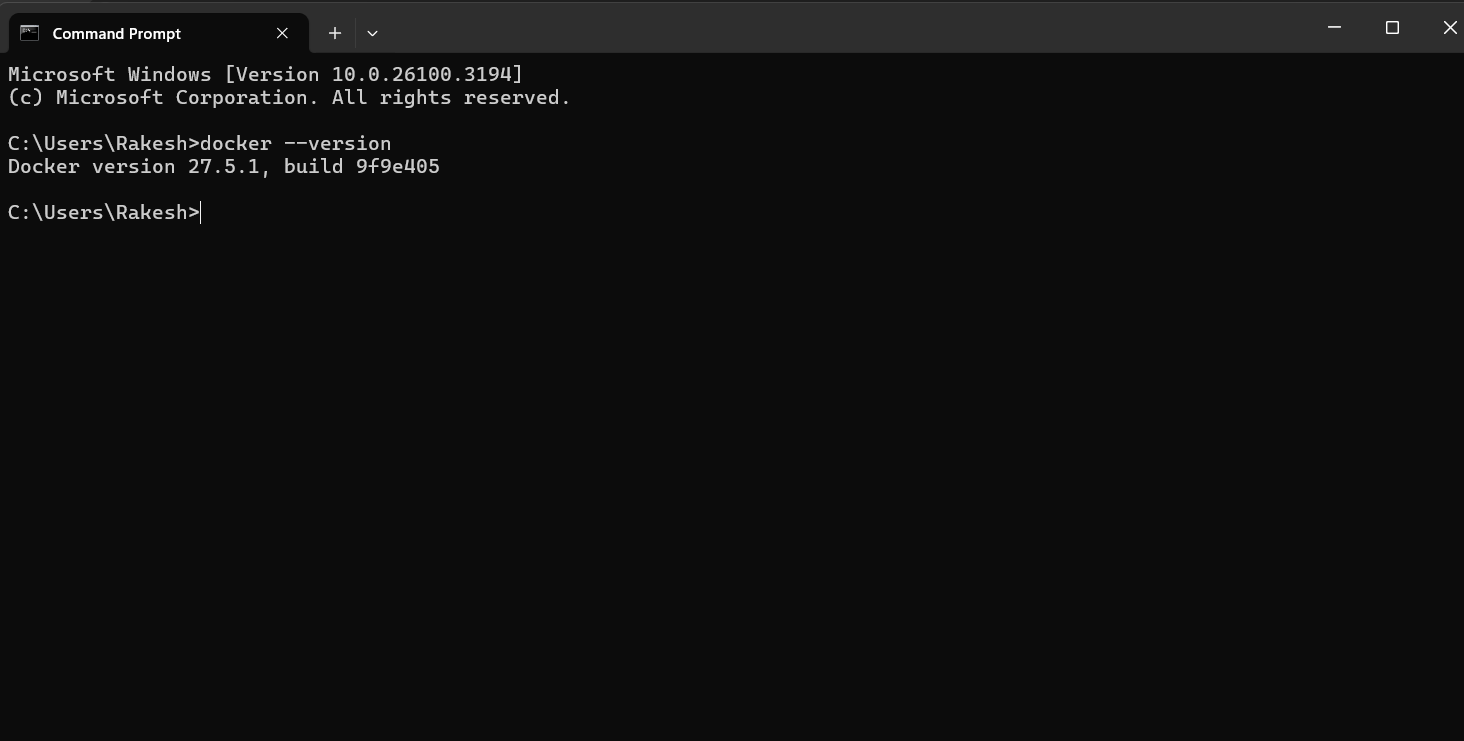 Command Prompt
Microsoft Windows [Version 10.0.26100.3194]
(c) Microsoft Corporation. All rights reserved.
C:\Users\Rakesh>docker --version
Docker version 27.5.1, build 9f9e405
C:\Users\Rakesh>